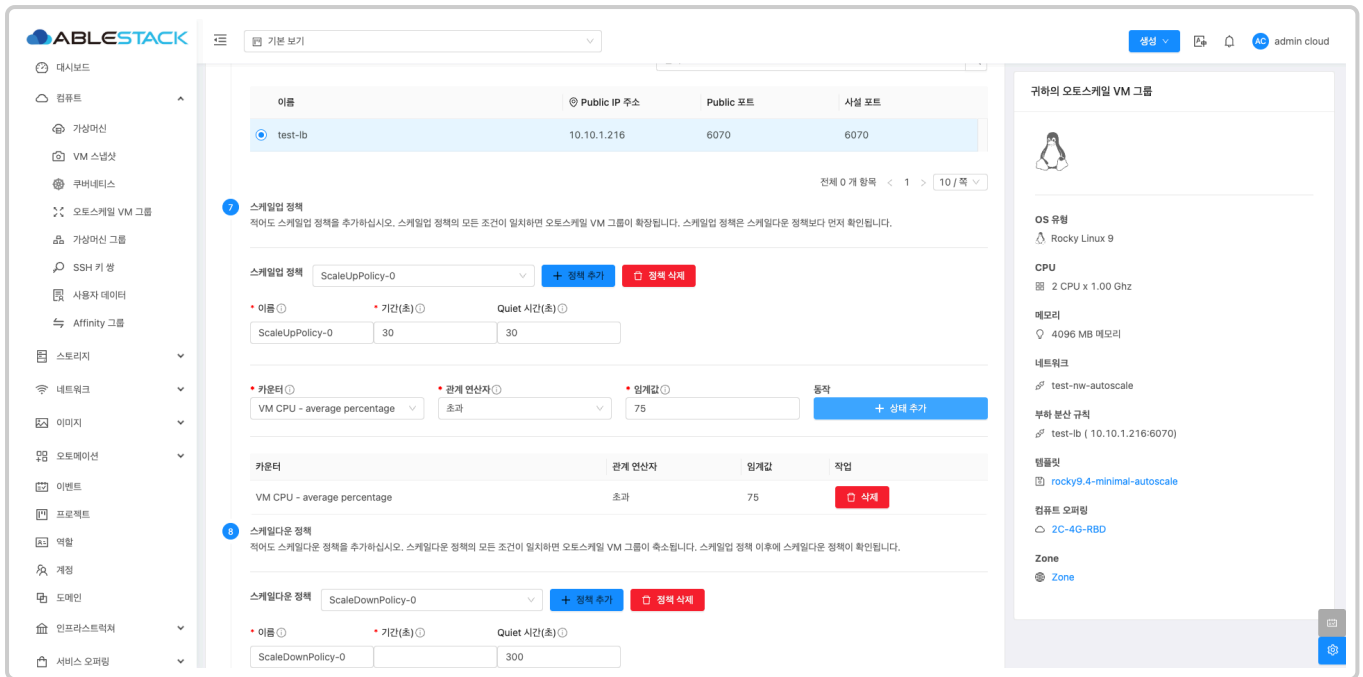 ABLESTACK
기본 보기
생성
AC
admin cloud
대시보드
컴퓨트
가상머신
VM 스냅샷
쿠버네티스
오토스케일 VM 그룹
가상머신 그룹
SSH 키 쌍
사용자 데이터
Affinity 그룹
스토리지
네트워크
이미지
오토메이션
이벤트
프로젝트
역할
계정
도메인
인프라스트럭쳐
서비스 오퍼링
이름 Public IP 주소 Public 포트 사설 포트
test-lb 10.10.1.216 6070 6070
전체 0 개 항목 < 1 > 10 / 쪽
7 스케일업 정책
적어도 스케일업 정책을 추가하십시오. 스케일업 정책의 모든 조건이 일치하면 오토스케일 VM 그룹이 확장됩니다. 스케일업 정책은 스케일다운 정책보다 먼저 확인됩니다.
스케일업 정책 ScaleUpPolicy-0 + 정책 추가 정책 삭제
* 이름 * 기간(초) Quiet 시간(초)
ScaleUpPolicy-0 30 30
* 카운터 * 관계 연산자 * 임계값 동작
VM CPU - average percentage 초과 75 + 상태 추가
카운터 관계 연산자 임계값 작업
VM CPU - average percentage 초과 75 삭제
8 스케일다운 정책
적어도 스케일다운 정책을 추가하십시오. 스케일다운 정책의 모든 조건이 일치하면 오토스케일 VM 그룹이 축소됩니다. 스케일업 정책 이후에 스케일다운 정책이 확인됩니다.
스케일다운 정책 ScaleDownPolicy-0 + 정책 추가 정책 삭제
* 이름 * 기간(초) Quiet 시간(초)
ScaleDownPolicy-0 300
귀하의 오토스케일 VM 그룹
OS 유형
Rocky Linux 9
CPU
2 CPU x 1.00 Ghz
메모리
4096 MB 메모리
네트워크
test-nw-autoscale
부하 분산 규칙
test-lb ( 10.10.1.216:6070)
템플릿
rocky9.4-minimal-autoscale
컴퓨트 오퍼링
2C-4G-RBD
Zone
Zone